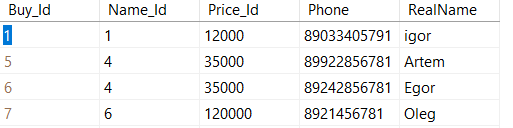 Buy_Id Name_Id Price_Id Phone RealName
1 1 12000 89033405791 igor
5 4 35000 89922856781 Artem
6 4 35000 89242856781 Egor
7 6 120000 8921456781 Oleg